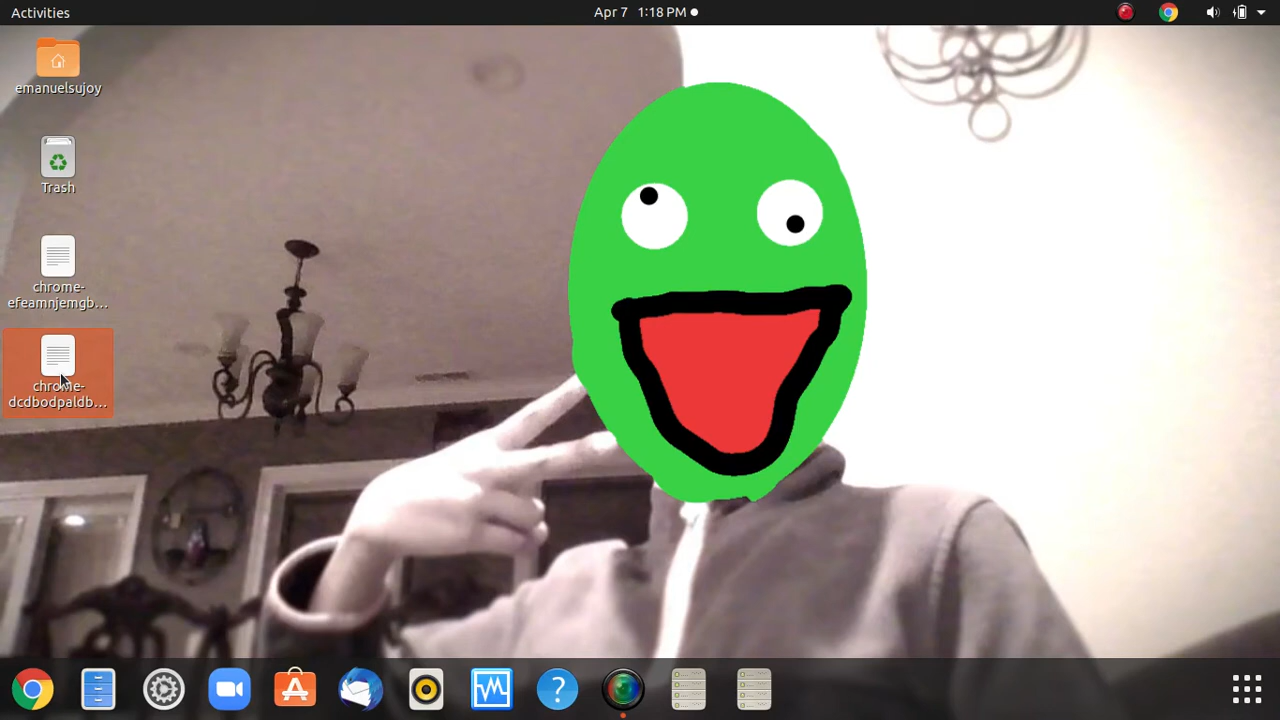 Activities
Apr 7 1:18 PM
emanuelsujoy
Trash
chrome-
efeamnjemgb...
chrome-
dcdbodpaldb...
?